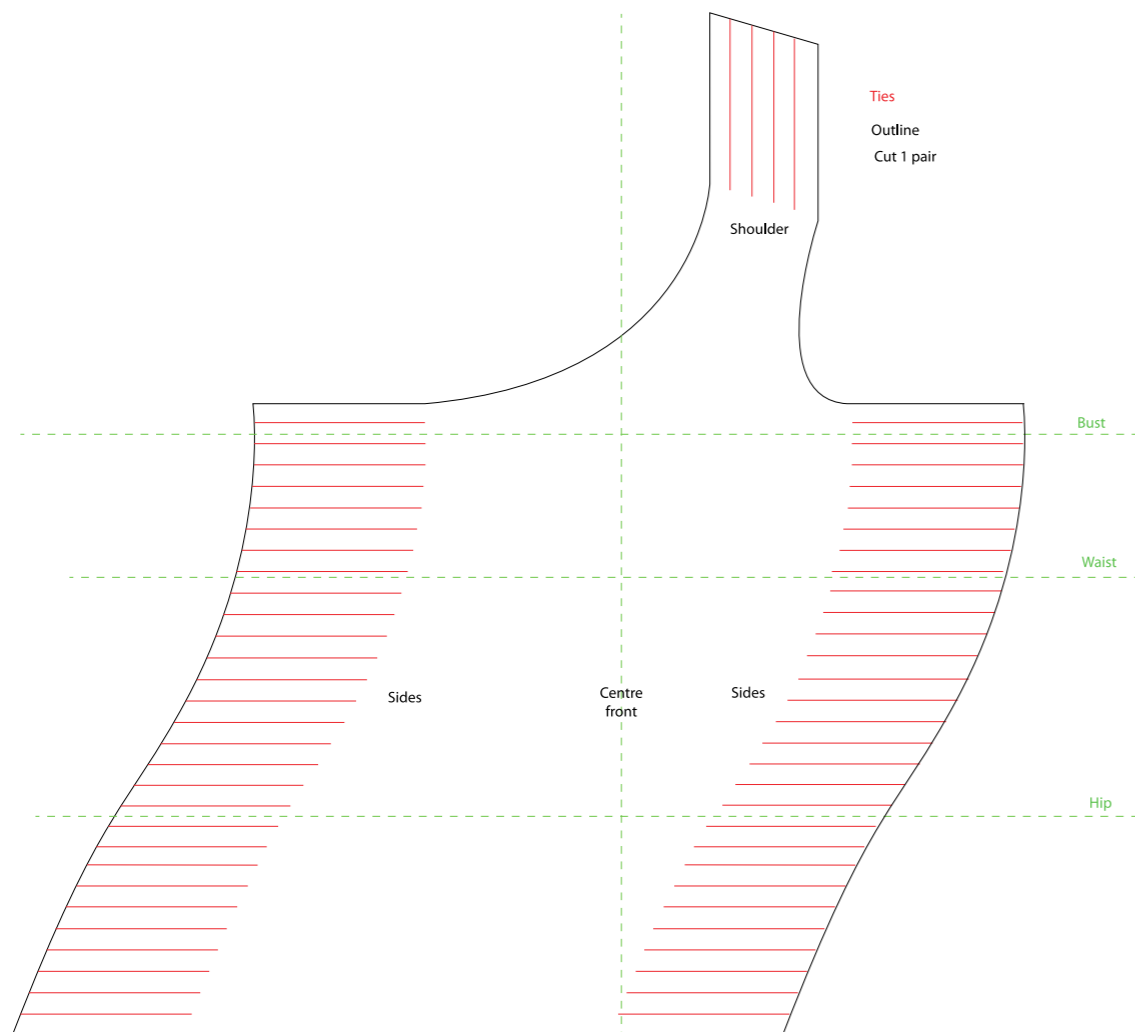 Ties
Outline
Cut 1 pair
Shoulder
Bust
Waist
Sides
Centre
front
Sides
Hip